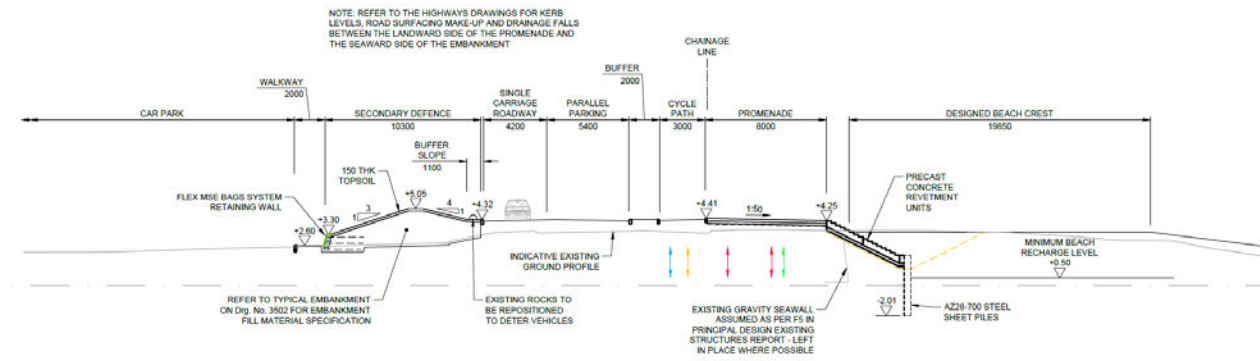 NOTE: REFER TO THE HIGHWAYS DRAWINGS FOR KERB
LEVELS, ROAD SURFACING MAKE-UP AND DRAINAGE FALLS
BETWEEN THE LANDWARD SIDE OF THE PROMENADE AND
THE SEAWARD SIDE OF THE EMBANKMENT
CHAINAGE
LINE
BUFFER
2000
WALKWAY
2000
CAR PARK
SECONDARY DEFENCE
10300
SINGLE
CARRIAGE
ROADWAY
4200
PARALLEL
PARKING
5400
CYCLE
PATH
3000
PROMENADE
8000
DESIGNED BEACH CREST
19850
BUFFER
SLOPE
1100
150 THK
TOPSOIL
FLEX MSE BAGS SYSTEM
RETAINING WALL
+5.05
3
1
4
1
+4.32
+3.30
+2.60
+4.41
1:50
+4.25
PRECAST
CONCRETE
REVETMENT
UNITS
INDICATIVE EXISTING
GROUND PROFILE
MINIMUM BEACH
RECHARGE LEVEL
+0.50
REFER TO TYPICAL EMBANKMENT
ON Drg. No. 3502 FOR EMBANKMENT
FILL MATERIAL SPECIFICATION
EXISTING ROCKS TO
BE REPOSITIONED
TO DETER VEHICLES
EXISTING GRAVITY SEAWALL
ASSUMED AS PER F5 IN
PRINCIPAL DESIGN EXISTING
STRUCTURES REPORT - LEFT
IN PLACE WHERE POSSIBLE
-2.01
AZ28-700 STEEL
SHEET PILES